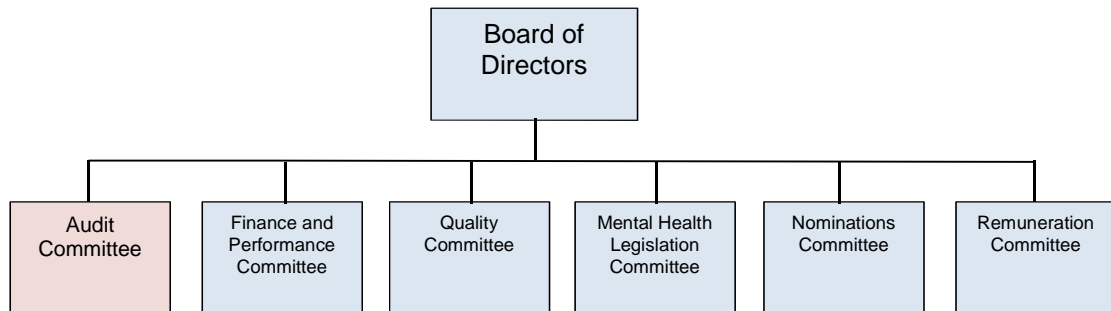 Board of
Directors
Audit
Committee
Finance and
Performance
Committee
Quality
Committee
Mental Health
Legislation
Committee
Nominations
Committee
Remuneration
Committee